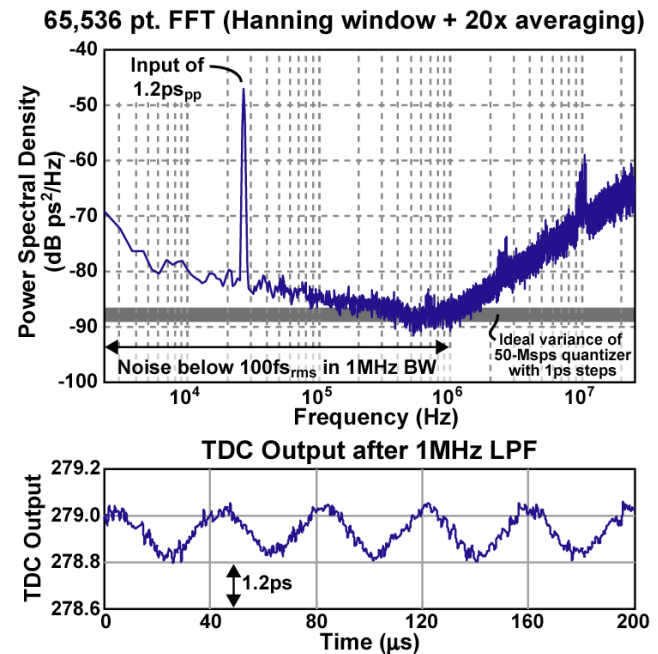 65,536 pt. FFT (Hanning window + 20x averaging)
Power Spectral Density
(dB ps²/Hz)
-40
-50
-60
-70
-80
-90
-100
Input of
1.2ps_pp
Ideal variance of
50-Msps quantizer
with 1ps steps
Noise below 100fs_rms in 1MHz BW
10⁴
10⁵
10⁶
10⁷
Frequency (Hz)
TDC Output after 1MHz LPF
TDC Output
279.2
279.0
278.8
278.6
1.2ps
0
40
80
120
160
200
Time (µs)